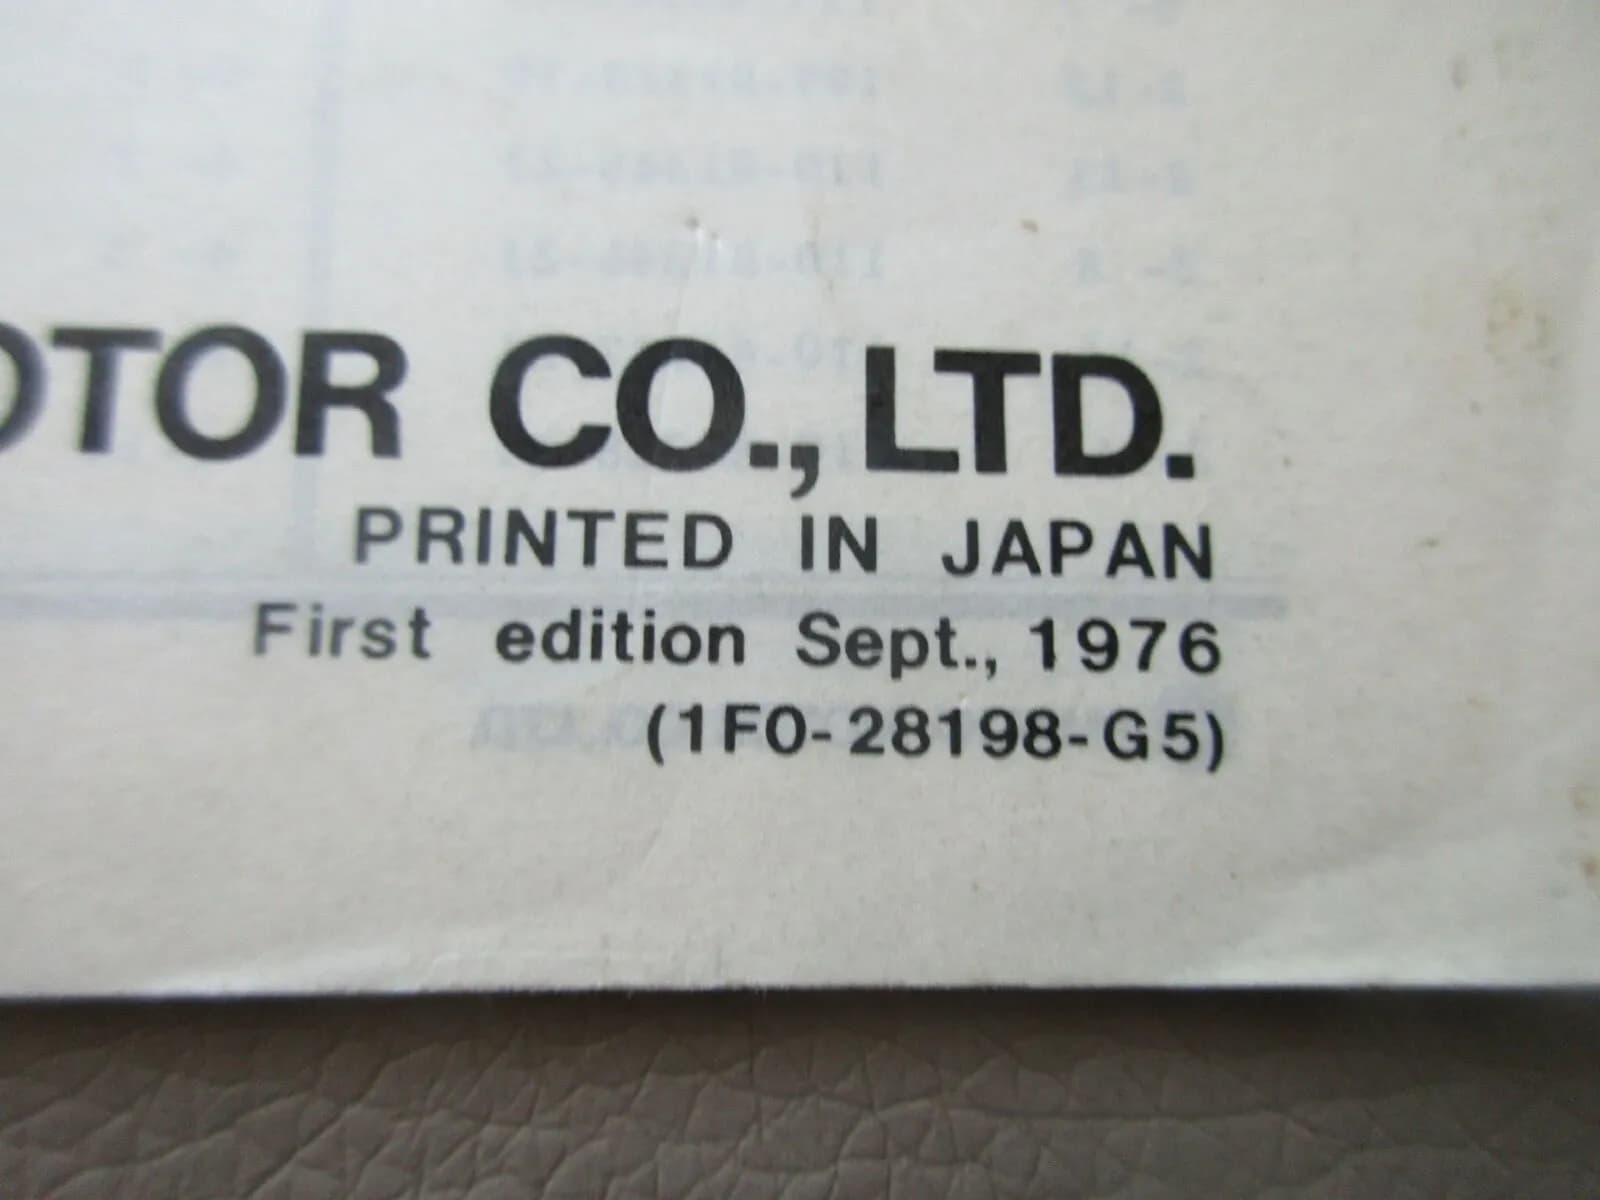 OTOR CO., LTD.
PRINTED IN JAPAN
First edition Sept., 1976
(1F0-28198-G5)